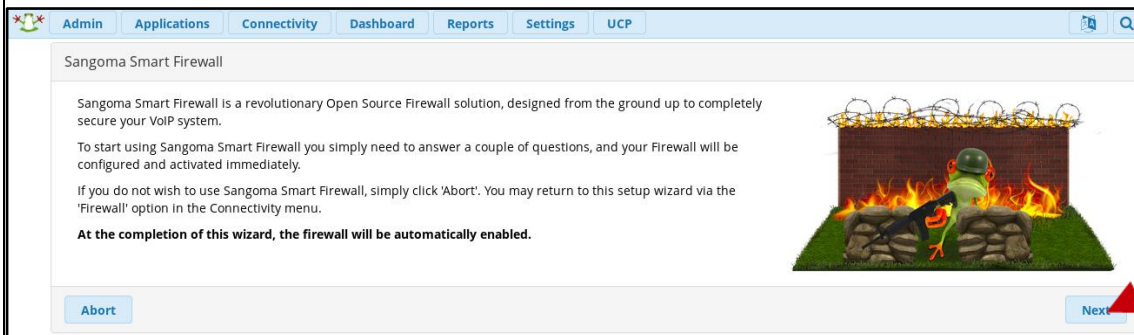 Admin Applications Connectivity Dashboard Reports Settings UCP
Sangoma Smart Firewall
Sangoma Smart Firewall is a revolutionary Open Source Firewall solution, designed from the ground up to completely
secure your VoIP system.
To start using Sangoma Smart Firewall you simply need to answer a couple of questions, and your Firewall will be
configured and activated immediately.
If you do not wish to use Sangoma Smart Firewall, simply click 'Abort'. You may return to this setup wizard via the
'Firewall' option in the Connectivity menu.
At the completion of this wizard, the firewall will be automatically enabled.
Abort Next